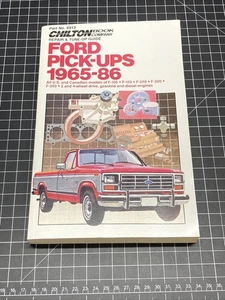 Part No. 6913
CHILTON BOOK COMPANY
REPAIR & TUNE-UP GUIDE
FORD
PICK-UPS
1965-86
All U.S. and Canadian models of F-100 • F-150 • F-200 • F-250 • F-350 • 2 and 4-wheel drive, gasoline and diesel engines